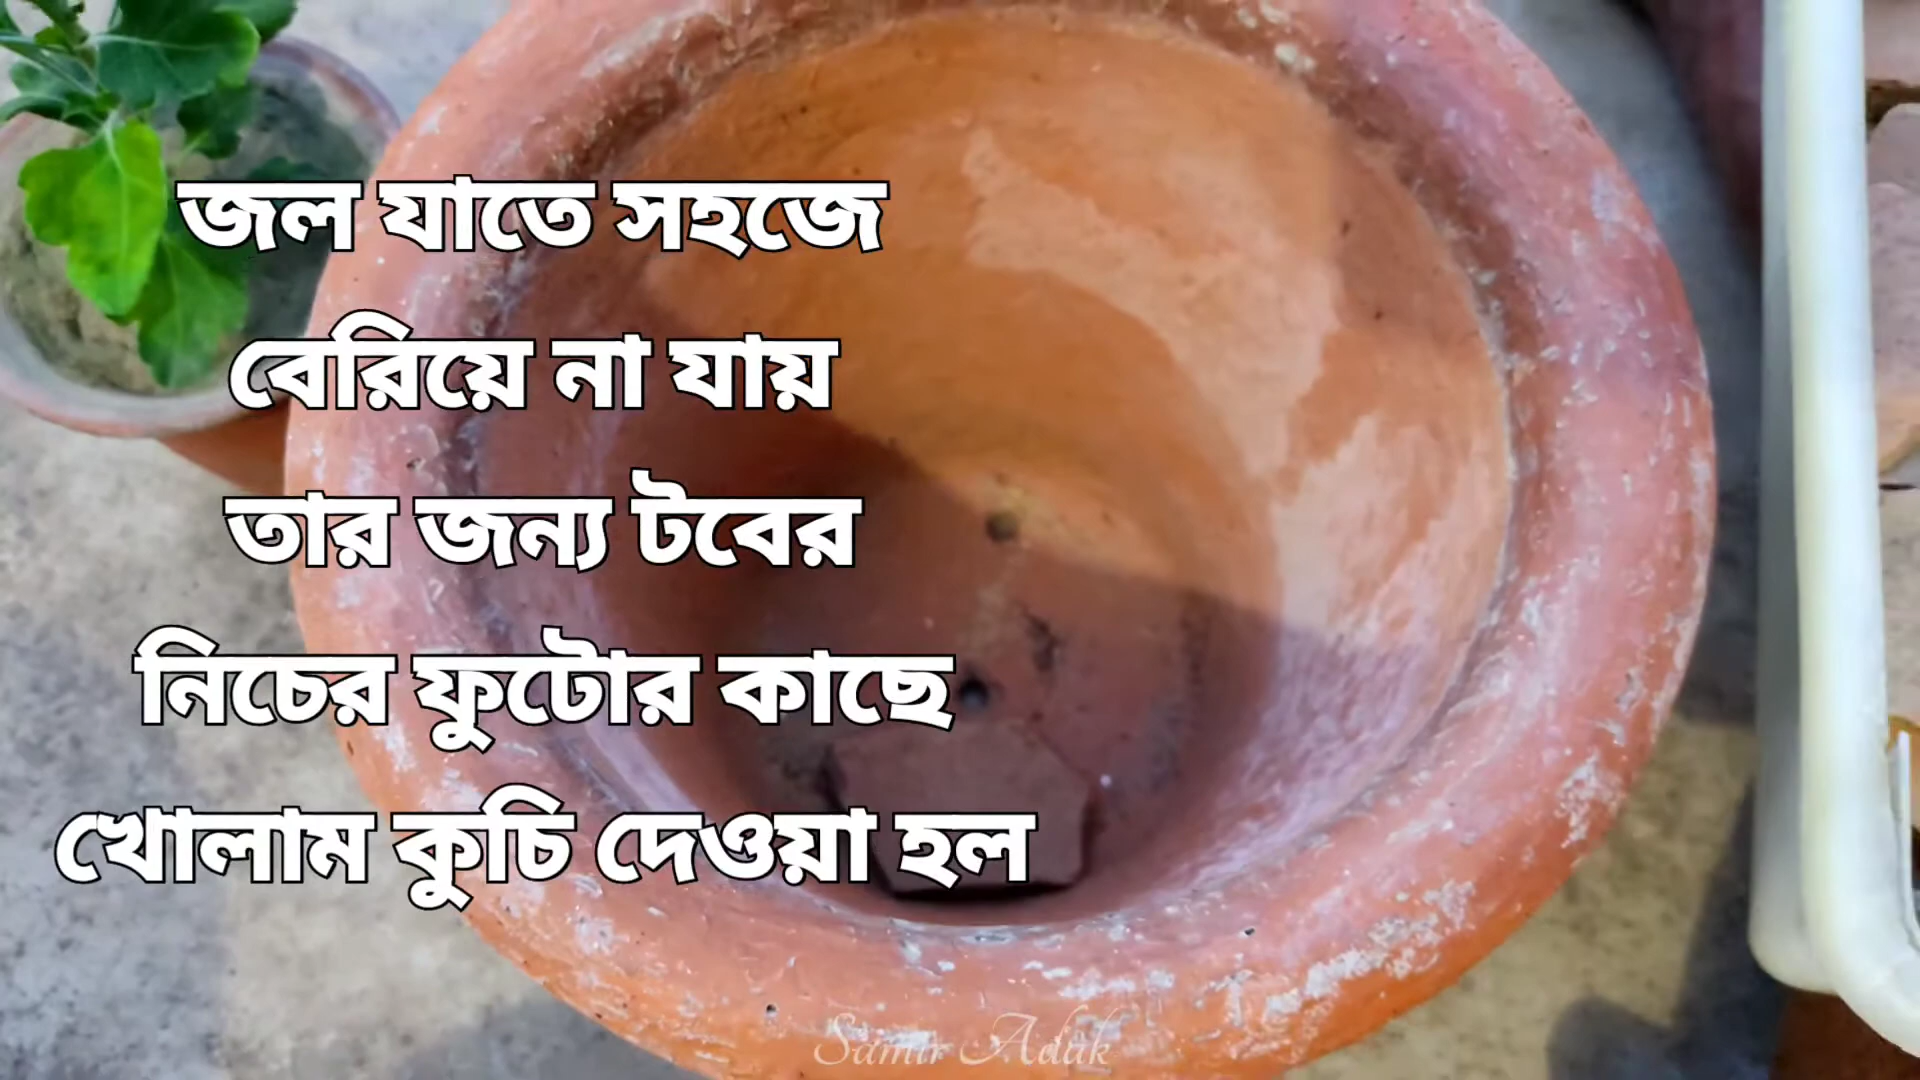 জল যাতে সহজে
বেরিয়ে না যায়
তার জন্য টবের
নিচের ফুটোর কাছে
খোলাম কুচি দেওয়া হল
Samir Adak